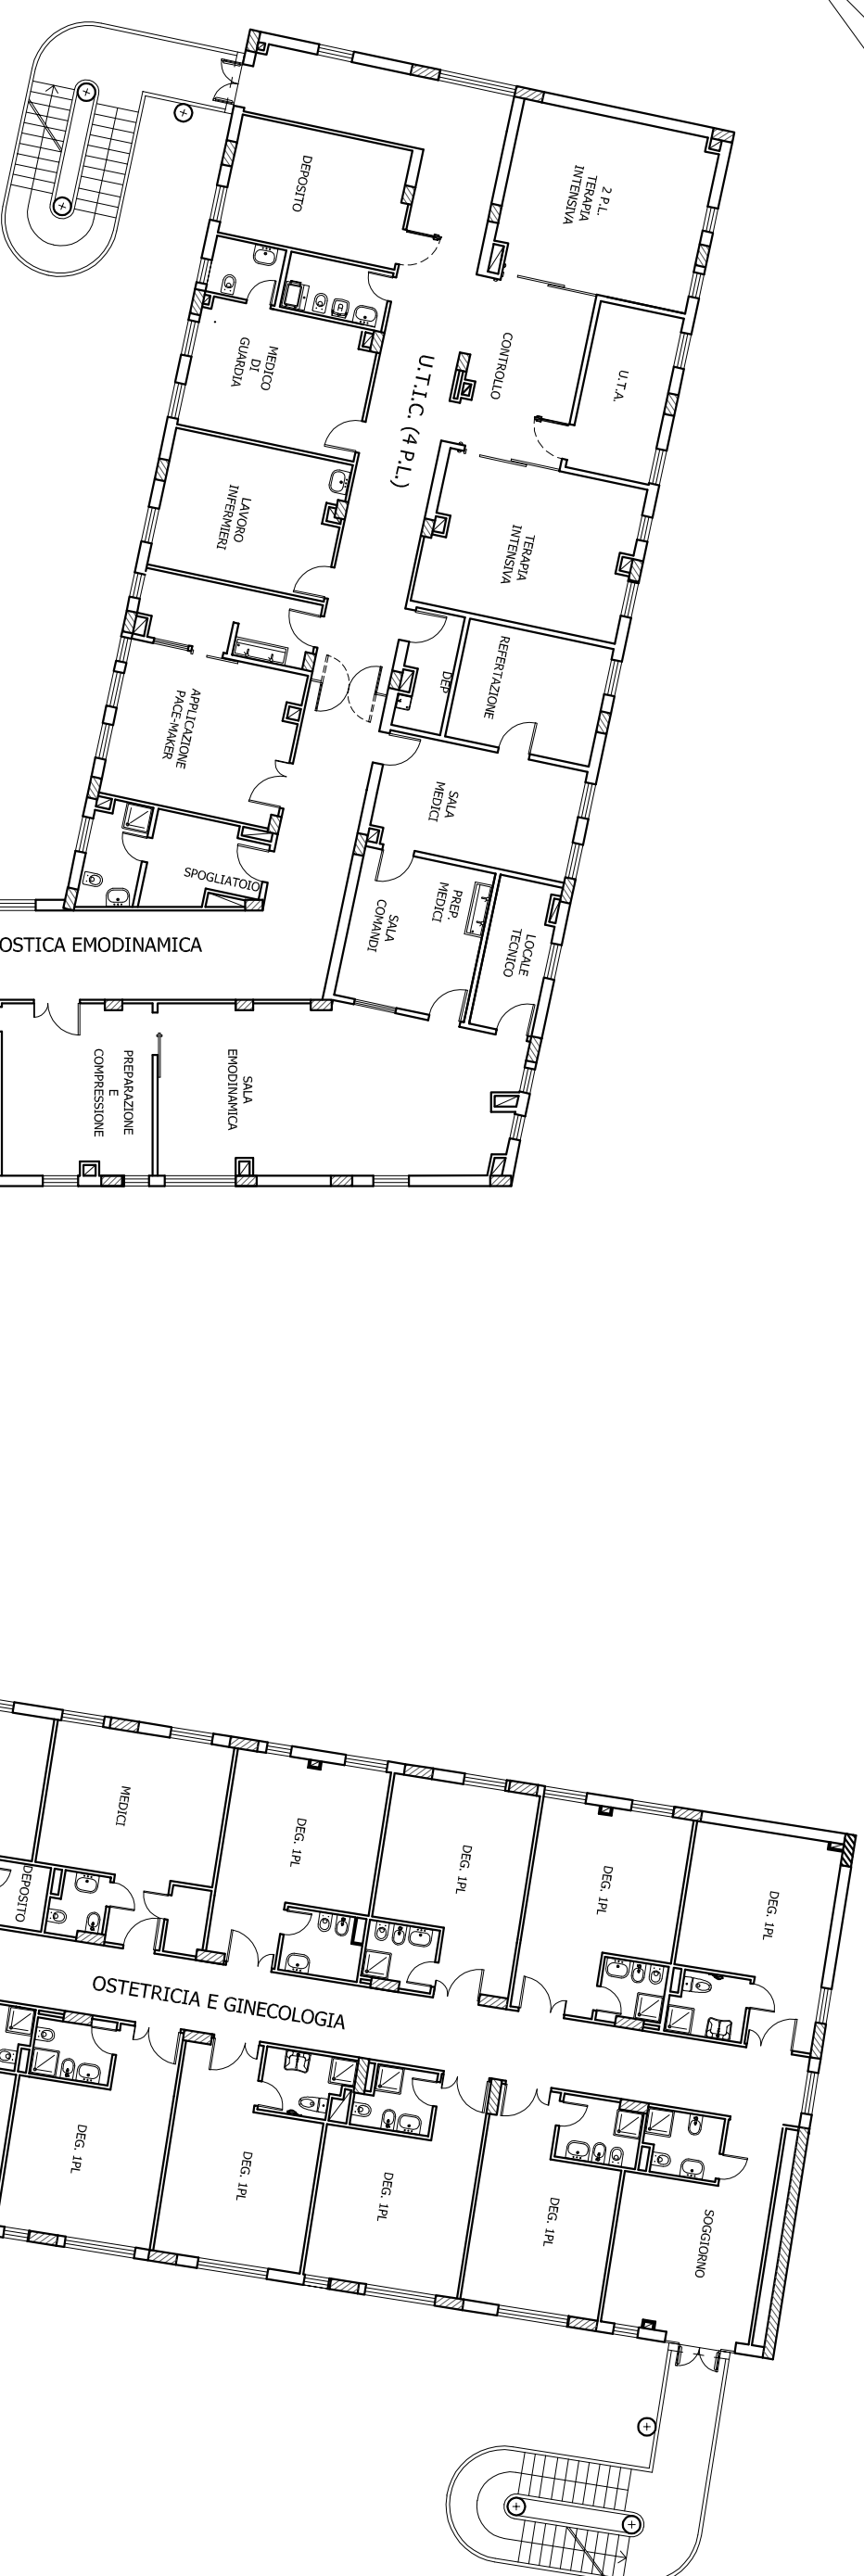 DEPOSITO
2 P.L.
TERAPIA
INTENSIVA
MEDICO
DI
GUARDIA
U.T.I.C. (4 P.L.)
CONTROLLO
U.T.A.
LAVORO
INFERMIERI
TERAPIA
INTENSIVA
DEP
REFERTAZIONE
APPLICAZIONE
PACE-MAKER
SALA
MEDICI
SPOGLIATOIO
PREP.
MEDICI
SALA
COMANDI
LOCALE
TECNICO
OSTICA EMODINAMICA
PREPARAZIONE
E
COMPRESSIONE
SALA
EMODINAMICA
MEDICI
DEG. 1PL
DEG. 1PL
DEG. 1PL
DEG. 1PL
DEPOSITO
OSTETRICIA E GINECOLOGIA
DEG. 1PL
DEG. 1PL
DEG. 1PL
DEG. 1PL
SOGGIORNO